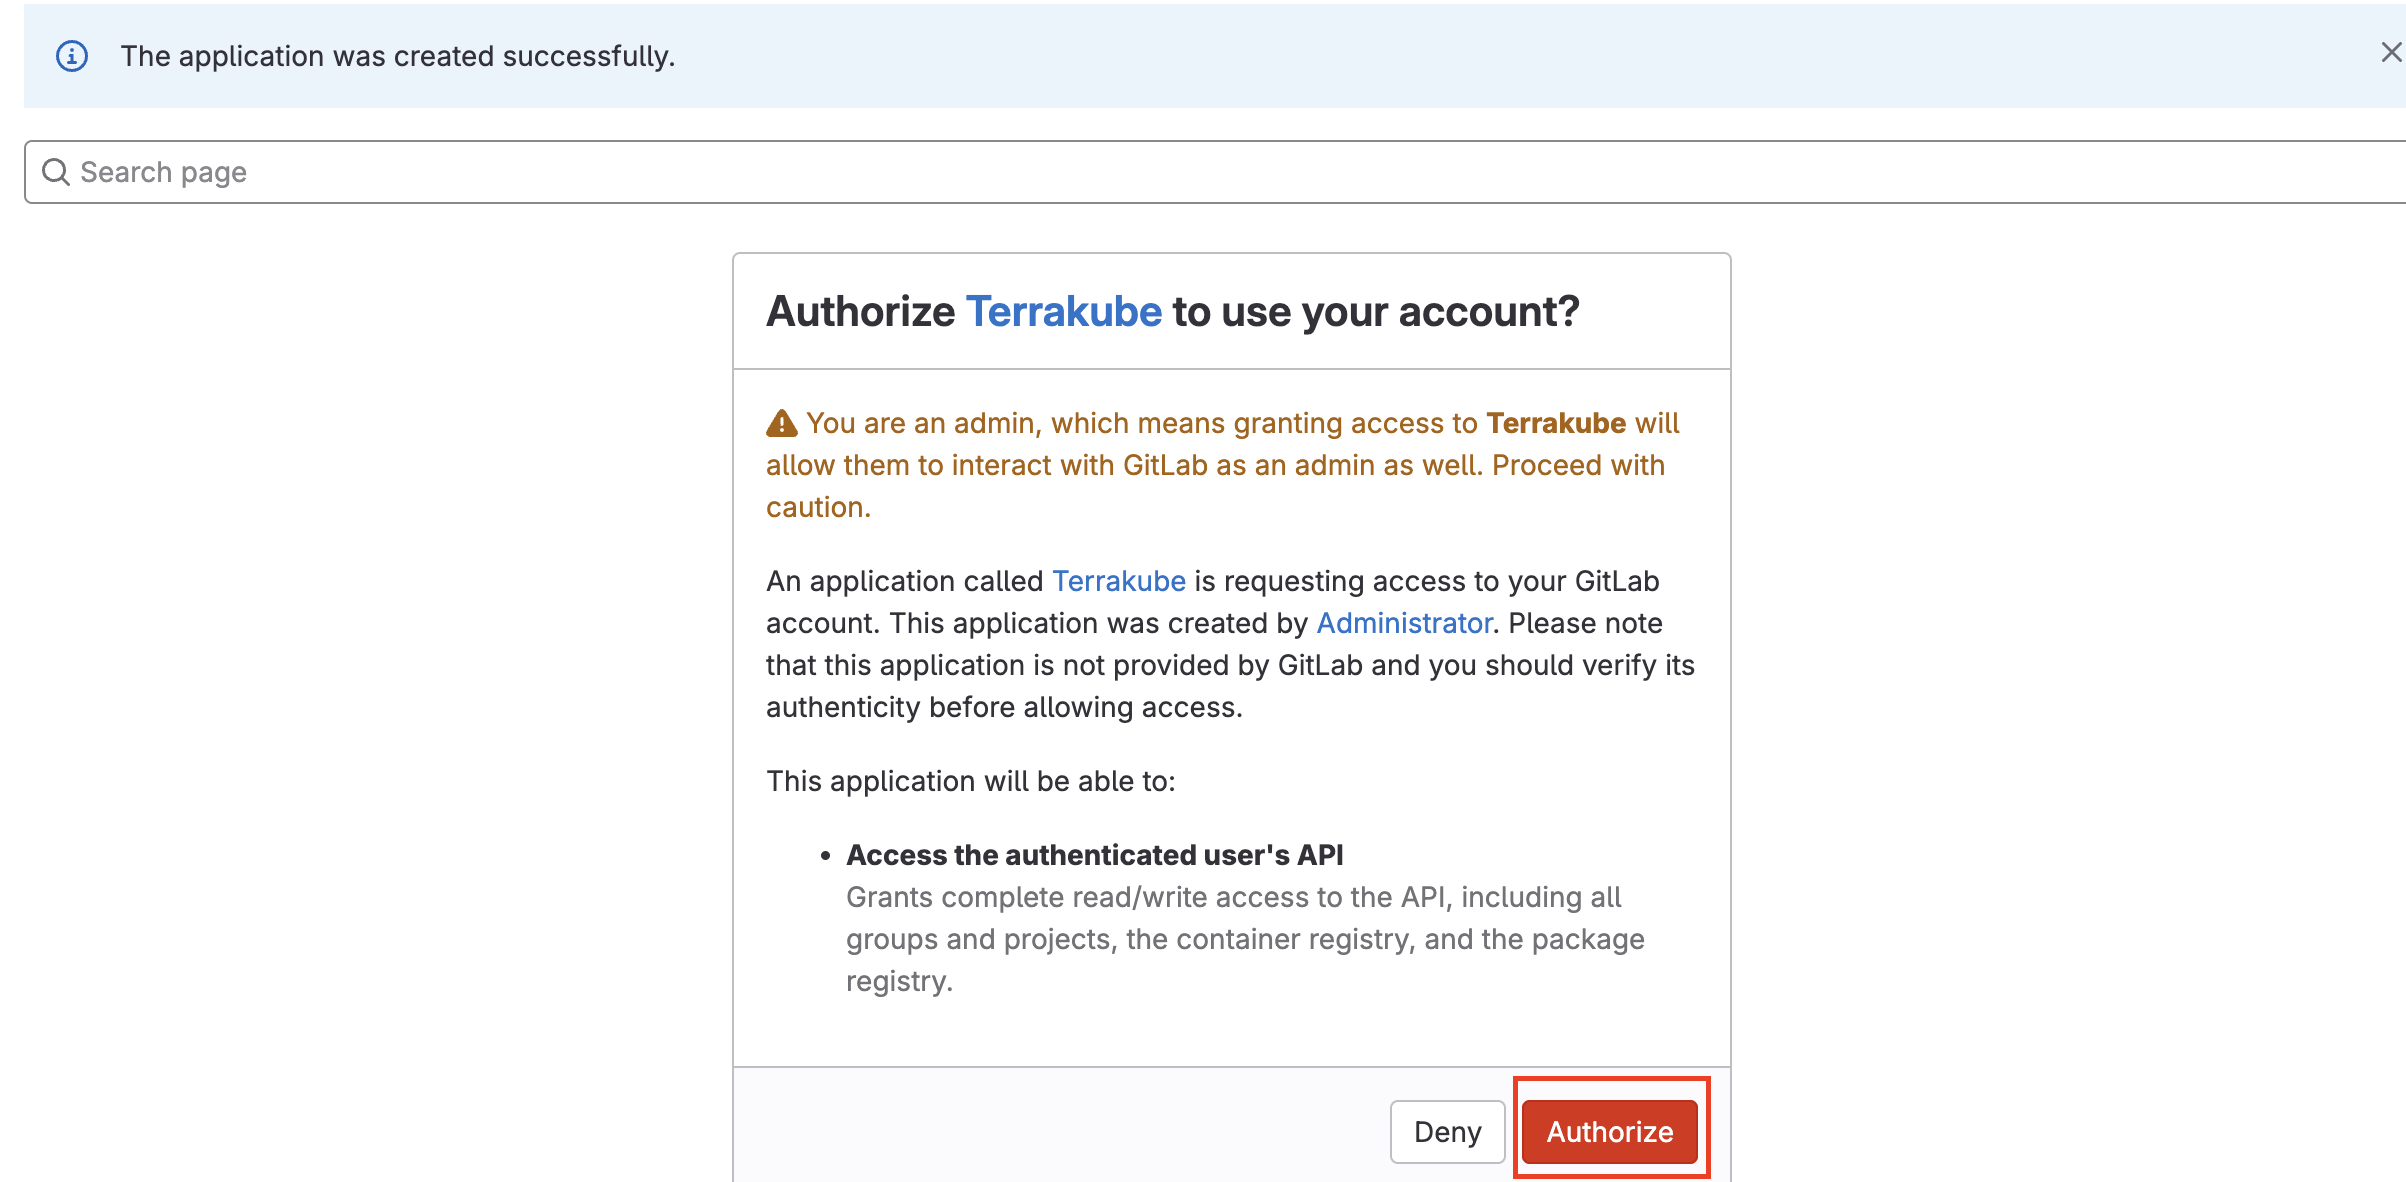 The application was created successfully.
Search page
Authorize Terrakube to use your account?
You are an admin, which means granting access to Terrakube will
allow them to interact with GitLab as an admin as well. Proceed with
caution.
An application called Terrakube is requesting access to your GitLab
account. This application was created by Administrator. Please note
that this application is not provided by GitLab and you should verify its
authenticity before allowing access.
This application will be able to:
• Access the authenticated user's API
Grants complete read/write access to the API, including all
groups and projects, the container registry, and the package
registry.
Deny Authorize